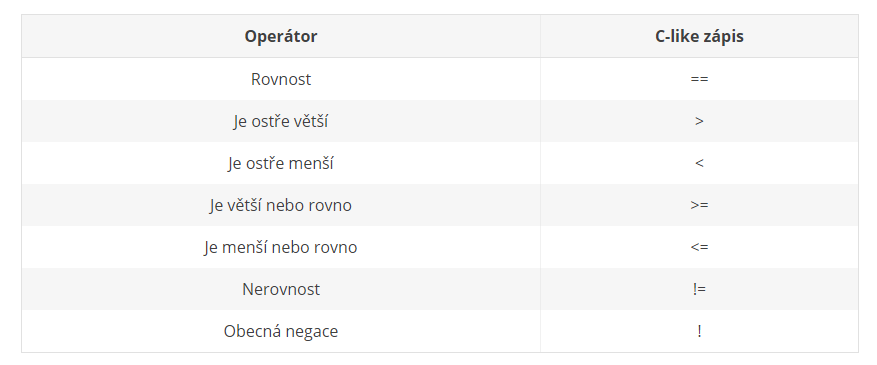 Operátor C-like zápis
Rovnost ==
Je ostře větší >
Je ostře menší <
Je větší nebo rovno >=
Je menší nebo rovno <=
Nerovnost !=
Obecná negace !